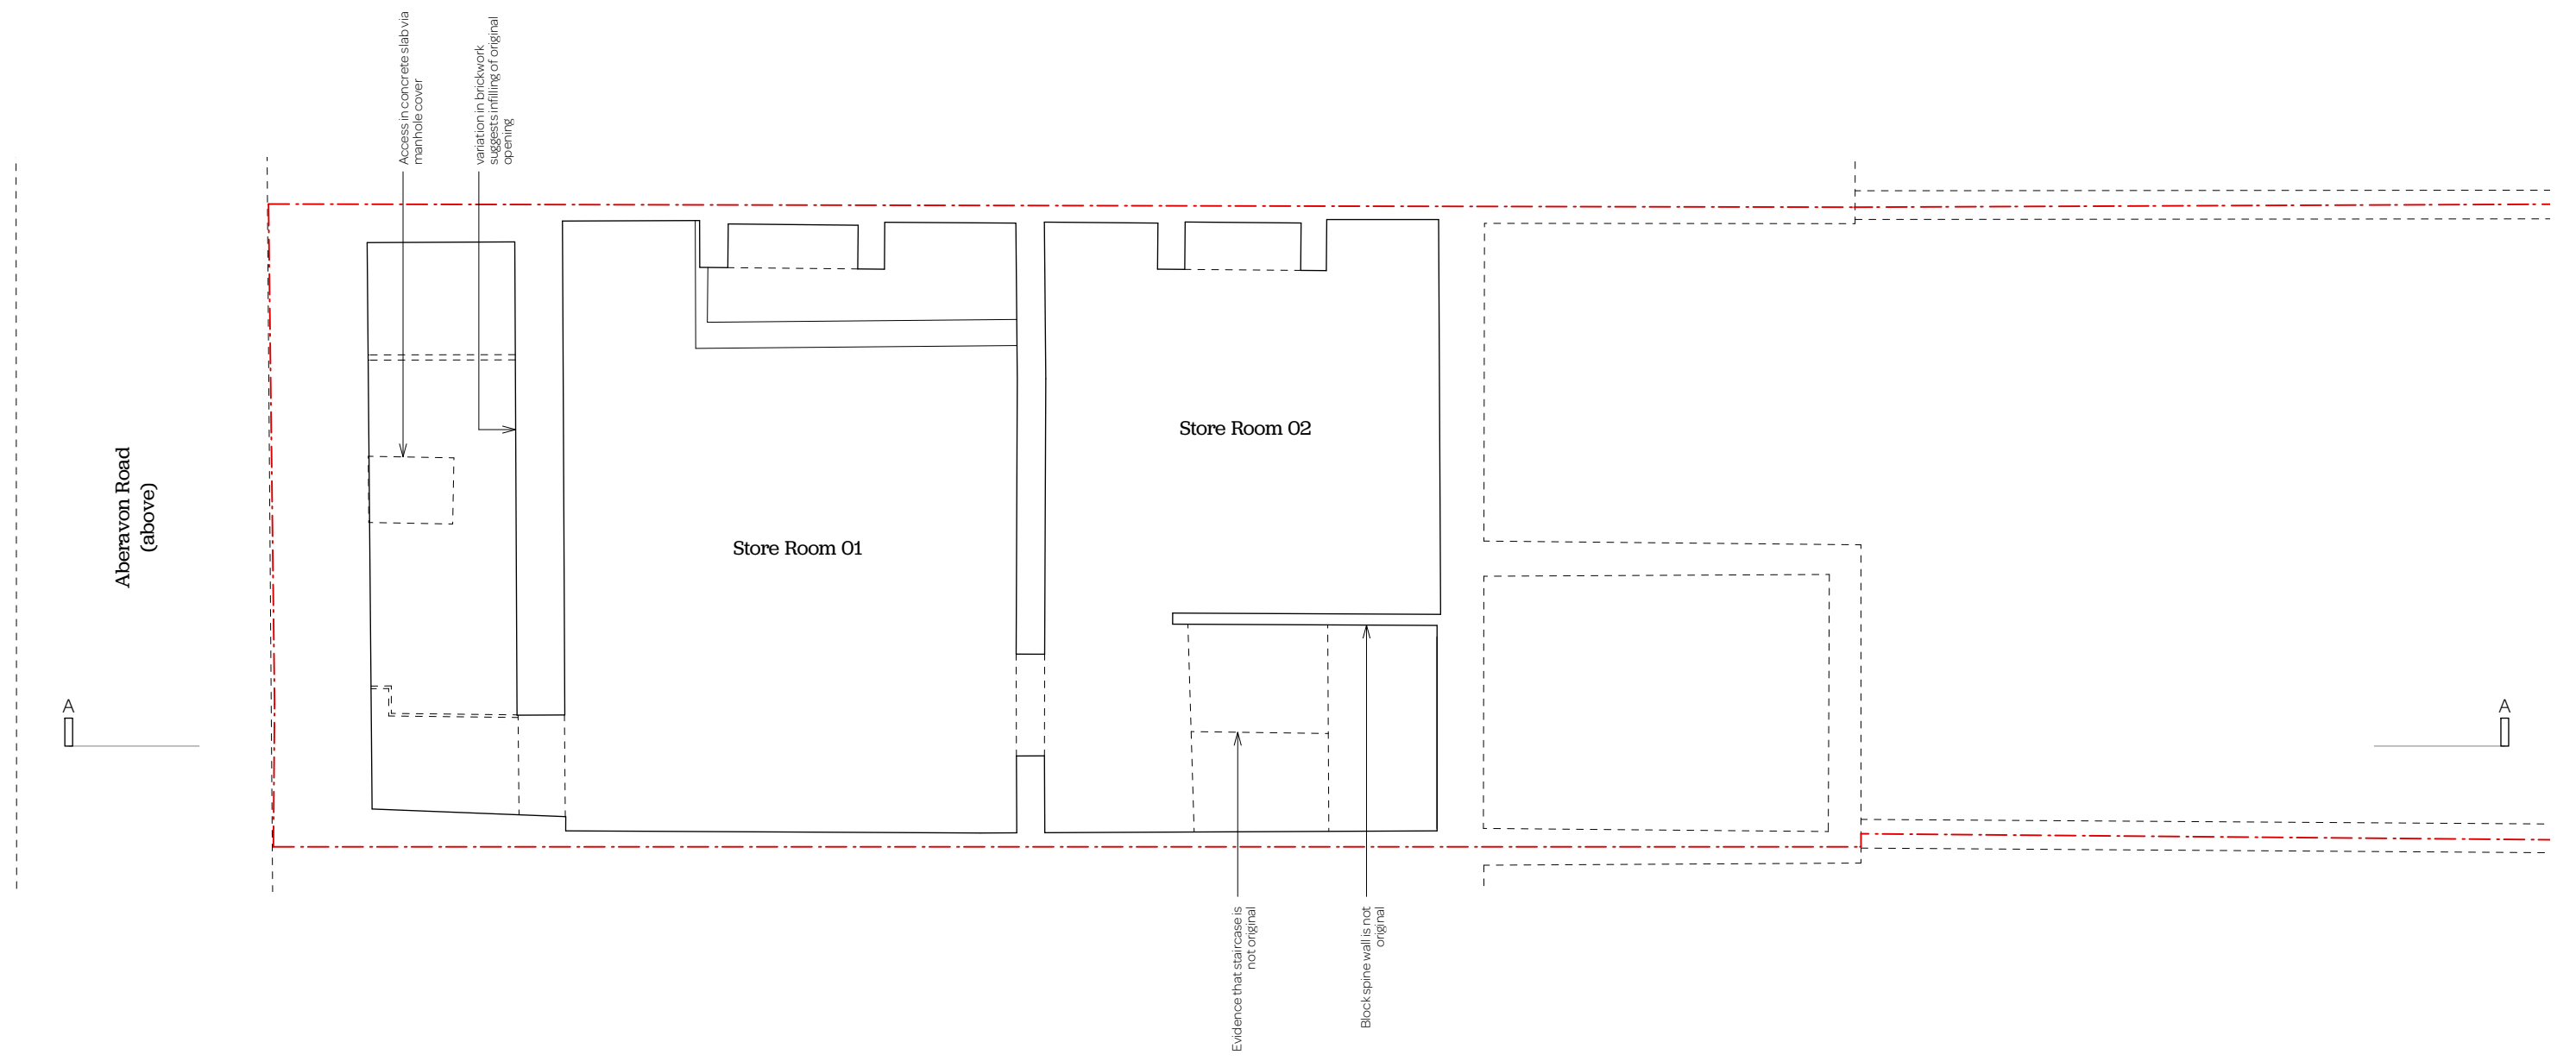 Access in concrete slab via
manhole cover
variation in brickwork
suggests infilling of original
opening
Aberavon Road
(above)
Store Room 01
Store Room 02
A
A
Evidence that staircase is
not original
Block spine wall is not
original